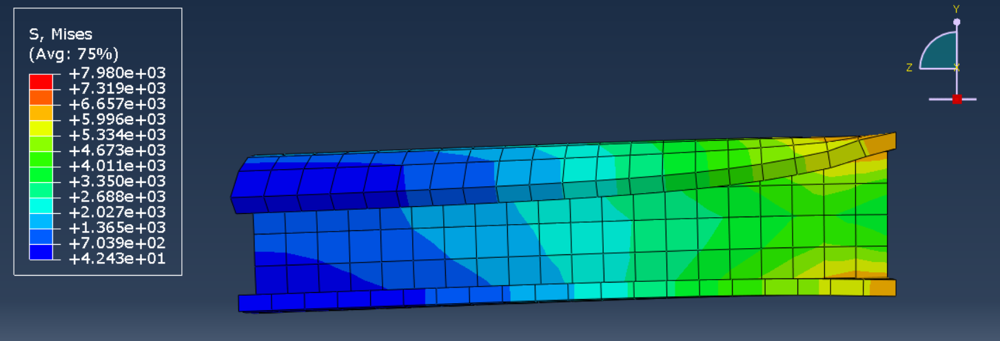 S, Mises
(Avg: 75%)
+7.980e+03
+7.319e+03
+6.657e+03
+5.996e+03
+5.334e+03
+4.673e+03
+4.011e+03
+3.350e+03
+2.688e+03
+2.027e+03
+1.365e+03
+7.039e+02
+4.243e+01
Y
Z
X